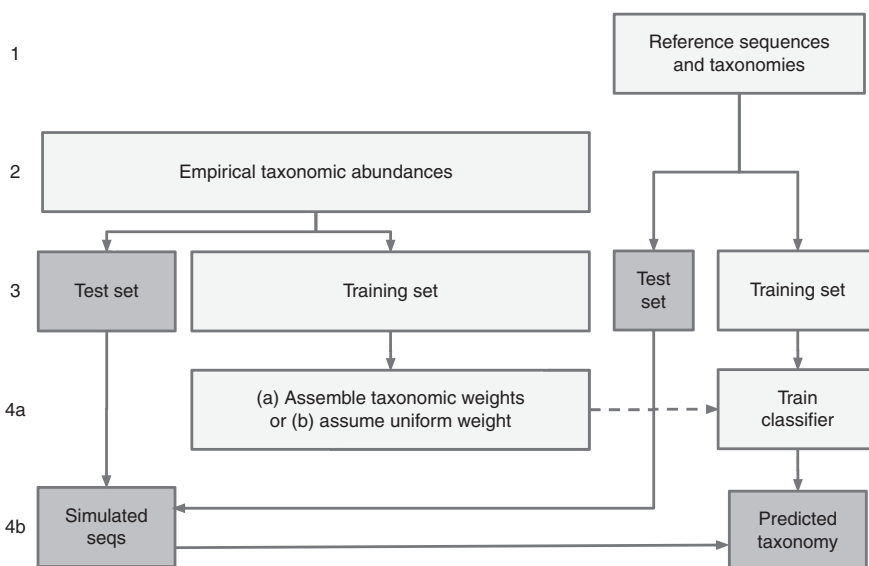 1
Reference sequences
and taxonomies
2
Empirical taxonomic abundances
3
Test set
Training set
Test
set
Training set
4a
(a) Assemble taxonomic weights
or (b) assume uniform weight
Train
classifier
4b
Simulated
seqs
Predicted
taxonomy